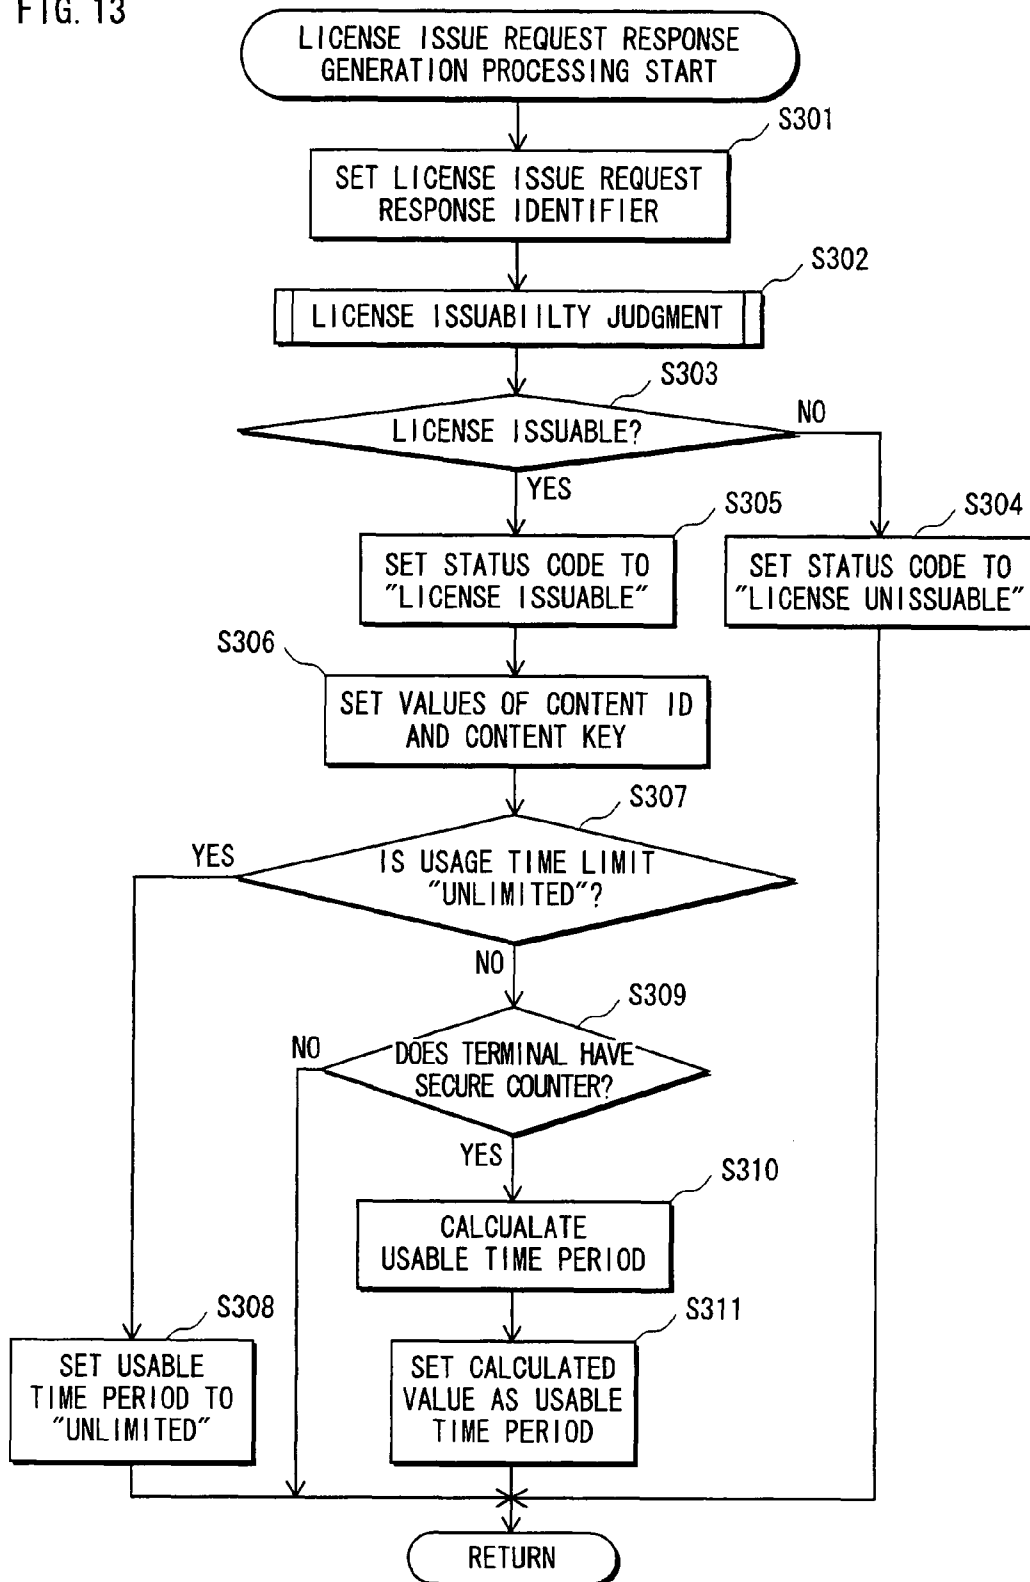 FIG. 13
LICENSE ISSUE REQUEST RESPONSE
GENERATION PROCESSING START
S301
SET LICENSE ISSUE REQUEST
RESPONSE IDENTIFIER
S302
LICENSE ISSUABIILTY JUDGMENT
S303
LICENSE ISSUABLE?
NO
YES
S305
SET STATUS CODE TO
"LICENSE ISSUABLE"
S304
SET STATUS CODE TO
"LICENSE UNISSUABLE"
S306
SET VALUES OF CONTENT ID
AND CONTENT KEY
S307
YES
IS USAGE TIME LIMIT
"UNLIMITED"?
NO
S309
NO
DOES TERMINAL HAVE
SECURE COUNTER?
YES
S310
CALCUALATE
USABLE TIME PERIOD
S308
SET USABLE
TIME PERIOD TO
"UNLIMITED"
S311
SET CALCULATED
VALUE AS USABLE
TIME PERIOD
RETURN